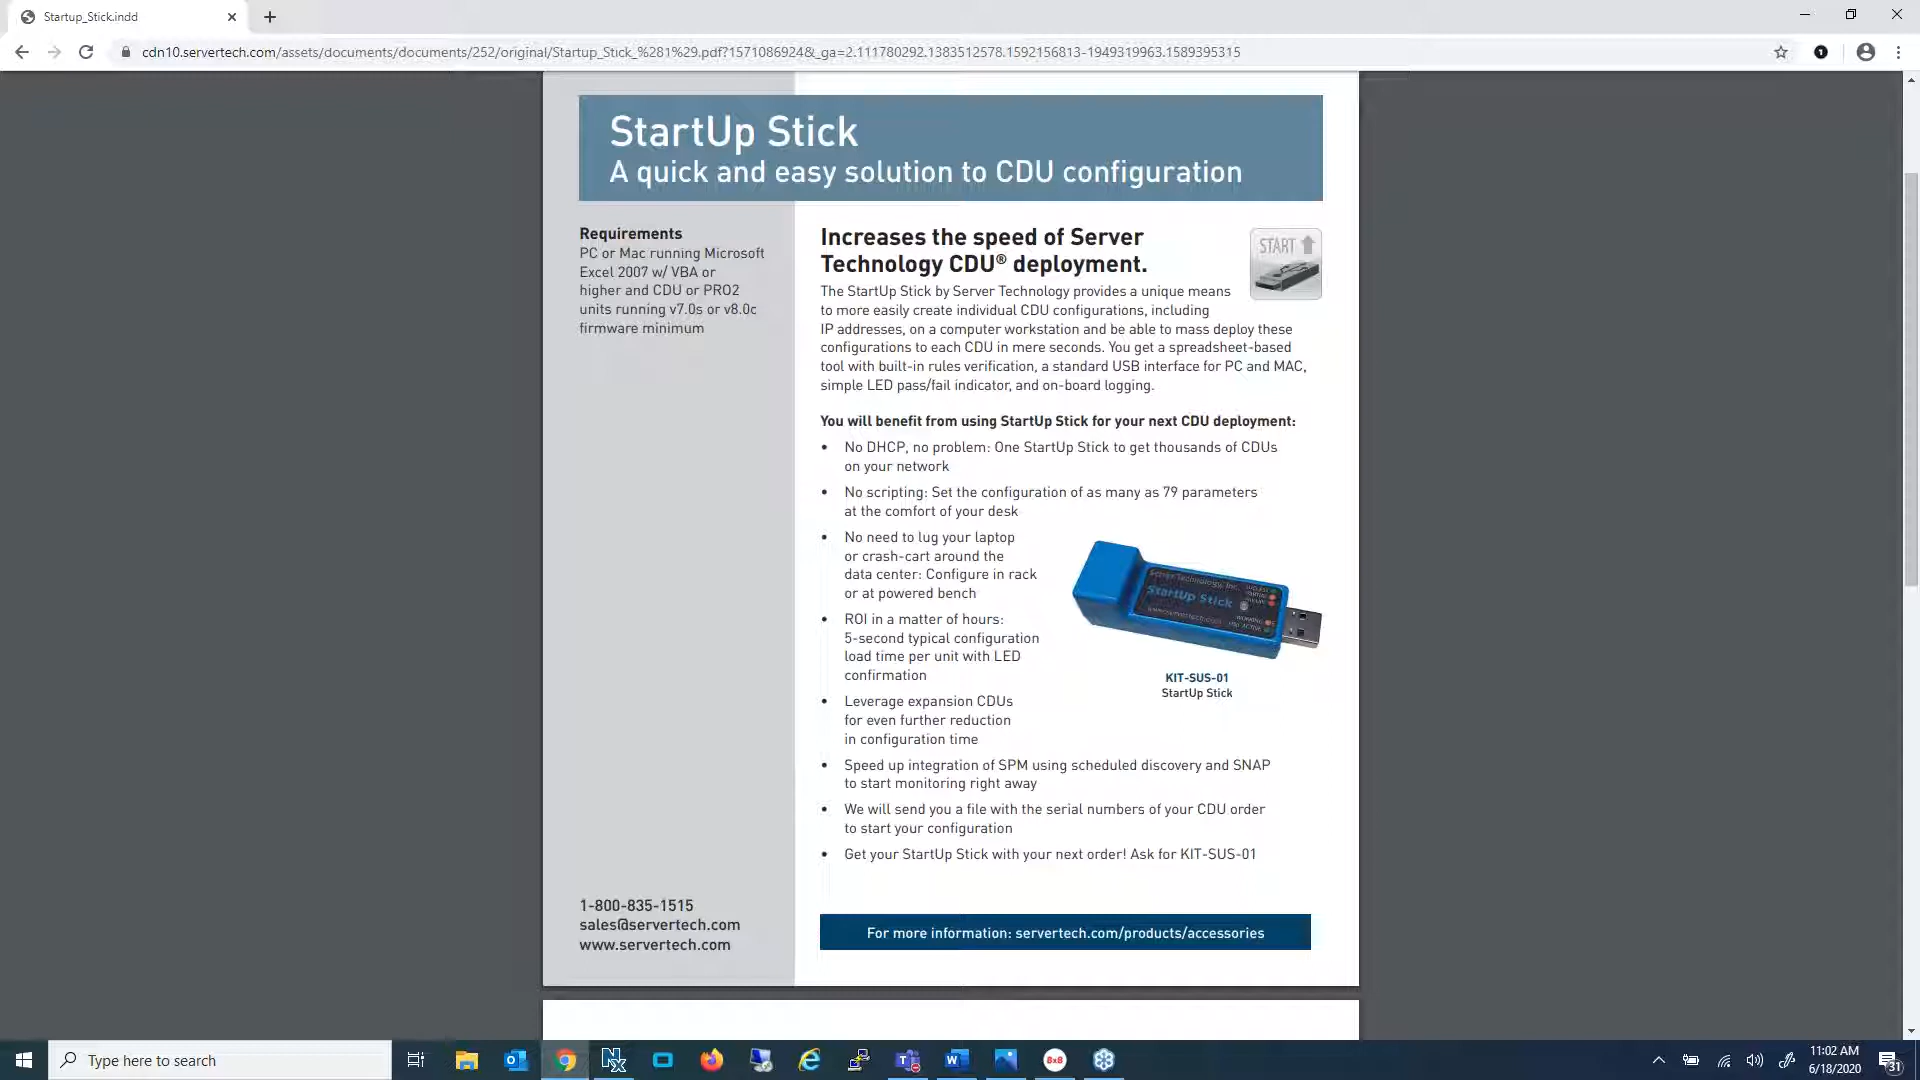 Startup_Stick.indd
cdn10.servertech.com/assets/documents/documents/252/original/Startup_Stick_%281%29.pdf?1571086924&_ga=2.111780292.1383512578.1592156813-1949319963.1589395315
StartUp Stick
A quick and easy solution to CDU configuration
Requirements
PC or Mac running Microsoft
Excel 2007 w/ VBA or
higher and CDU or PRO2
units running v7.0s or v8.0c
firmware minimum
Increases the speed of Server
Technology CDU® deployment.
START
The StartUp Stick by Server Technology provides a unique means
to more easily create individual CDU configurations, including
IP addresses, on a computer workstation and be able to mass deploy these
configurations to each CDU in mere seconds. You get a spreadsheet-based
tool with built-in rules verification, a standard USB interface for PC and MAC,
simple LED pass/fail indicator, and on-board logging.
You will benefit from using StartUp Stick for your next CDU deployment:
• No DHCP, no problem: One StartUp Stick to get thousands of CDUs
on your network
• No scripting: Set the configuration of as many as 79 parameters
at the comfort of your desk
• No need to lug your laptop
or crash-cart around the
data center: Configure in rack
or at powered bench
• ROI in a matter of hours:
5-second typical configuration
load time per unit with LED
confirmation
• Leverage expansion CDUs
for even further reduction
in configuration time
Server Technology, Inc.
StartUp Stick
KIT-SUS-01
StartUp Stick
• Speed up integration of SPM using scheduled discovery and SNAP
to start monitoring right away
• We will send you a file with the serial numbers of your CDU order
to start your configuration
• Get your StartUp Stick with your next order! Ask for KIT-SUS-01
1-800-835-1515
sales@servertech.com
www.servertech.com
For more information: servertech.com/products/accessories
Type here to search
8x8
11:02 AM
6/18/2020
31